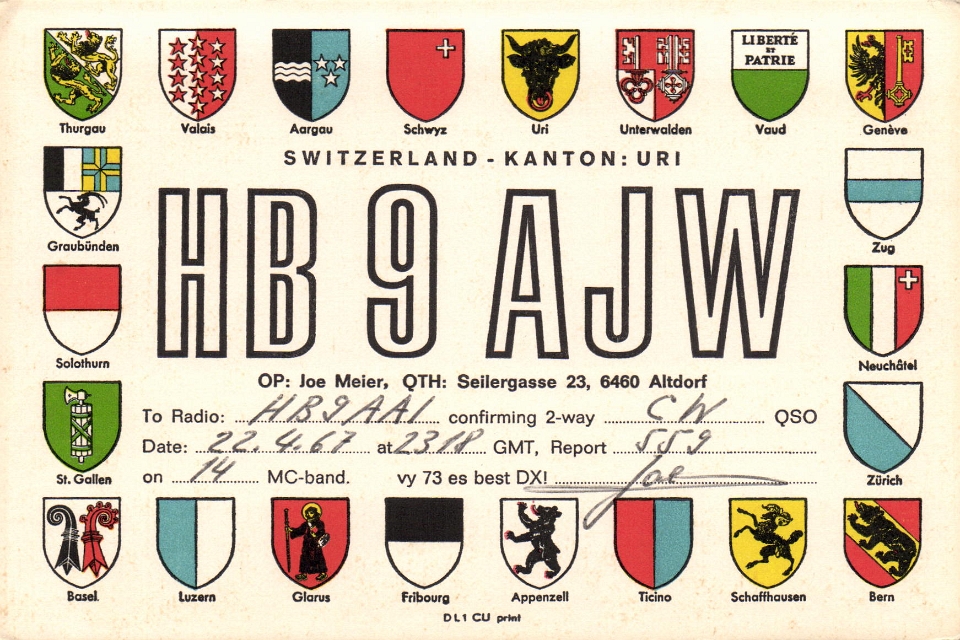 Thurgau Valais Aargau Schwyz Uri Unterwalden Vaud Genève
LIBERTÉ
ET
PATRIE
SWITZERLAND - KANTON: URI
Graubünden
Zug
HB 9 AJW
Solothurn
Neuchâtel
OP: Joe Meier, QTH: Seilergasse 23, 6460 Altdorf
To Radio: HB9AAI confirming 2-way CW QSO
Date: 22.4.67 at 2318 GMT, Report 559
on 14 MC-band. vy 73 es best DX! Joe
St. Gallen
Zürich
Basel. Luzern Glarus Fribourg Appenzell Ticino Schaffhausen Bern
DL1CU print